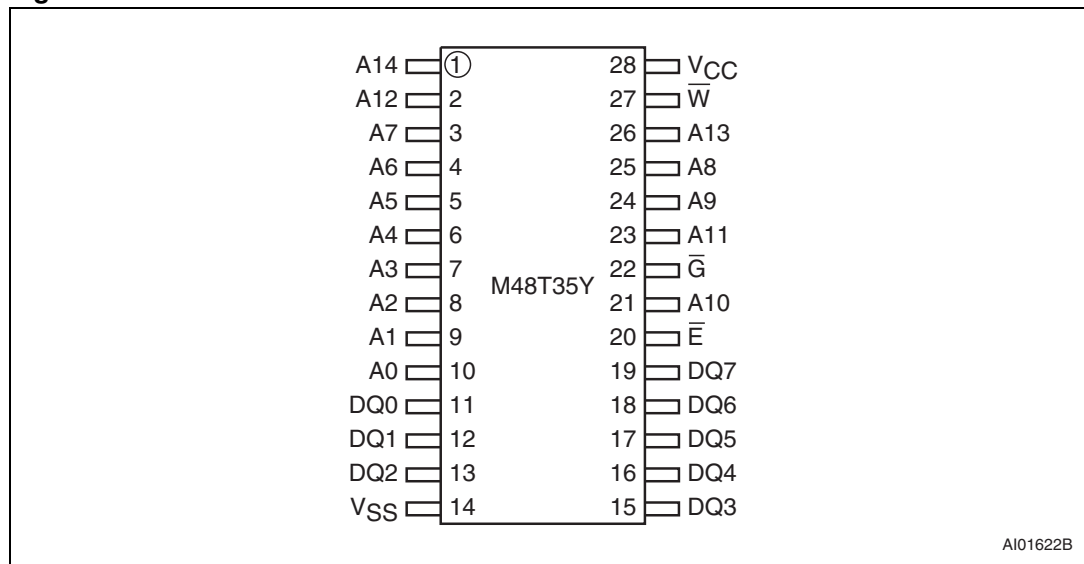 A14 1 28 VCC
A12 2 27 W̅
A7 3 26 A13
A6 4 25 A8
A5 5 24 A9
A4 6 23 A11
A3 7 22 G̅
M48T35Y
A2 8 21 A10
A1 9 20 E̅
A0 10 19 DQ7
DQ0 11 18 DQ6
DQ1 12 17 DQ5
DQ2 13 16 DQ4
VSS 14 15 DQ3
AI01622B